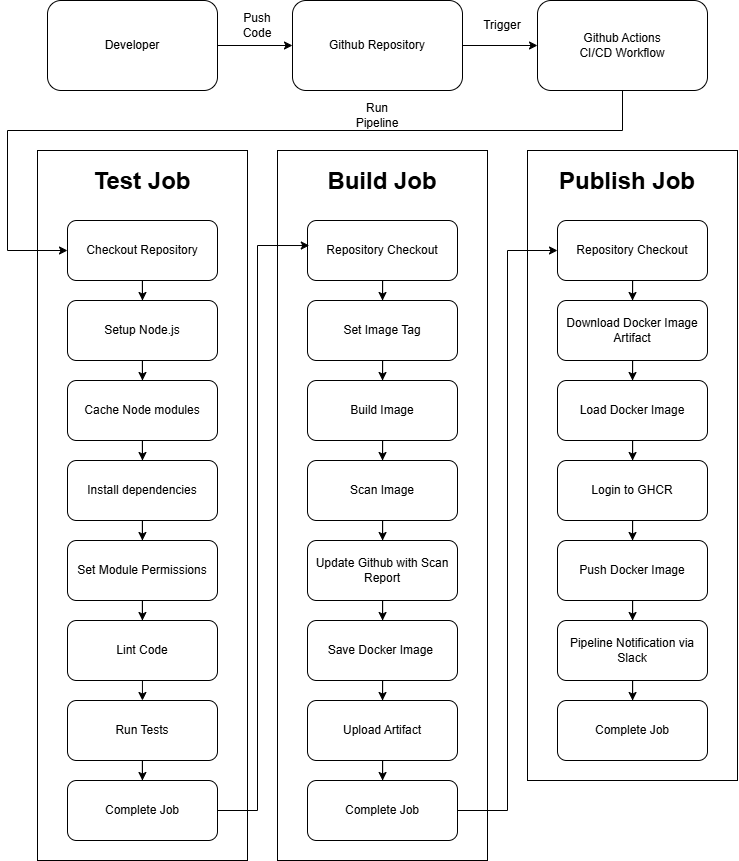 Developer
Push
Code
Github Repository
Trigger
Github Actions
CI/CD Workflow
Run
Pipeline
Test Job
Checkout Repository
Setup Node.js
Cache Node modules
Install dependencies
Set Module Permissions
Lint Code
Run Tests
Complete Job
Build Job
Repository Checkout
Set Image Tag
Build Image
Scan Image
Update Github with Scan
Report
Save Docker Image
Upload Artifact
Complete Job
Publish Job
Repository Checkout
Download Docker Image
Artifact
Load Docker Image
Login to GHCR
Push Docker Image
Pipeline Notification via
Slack
Complete Job